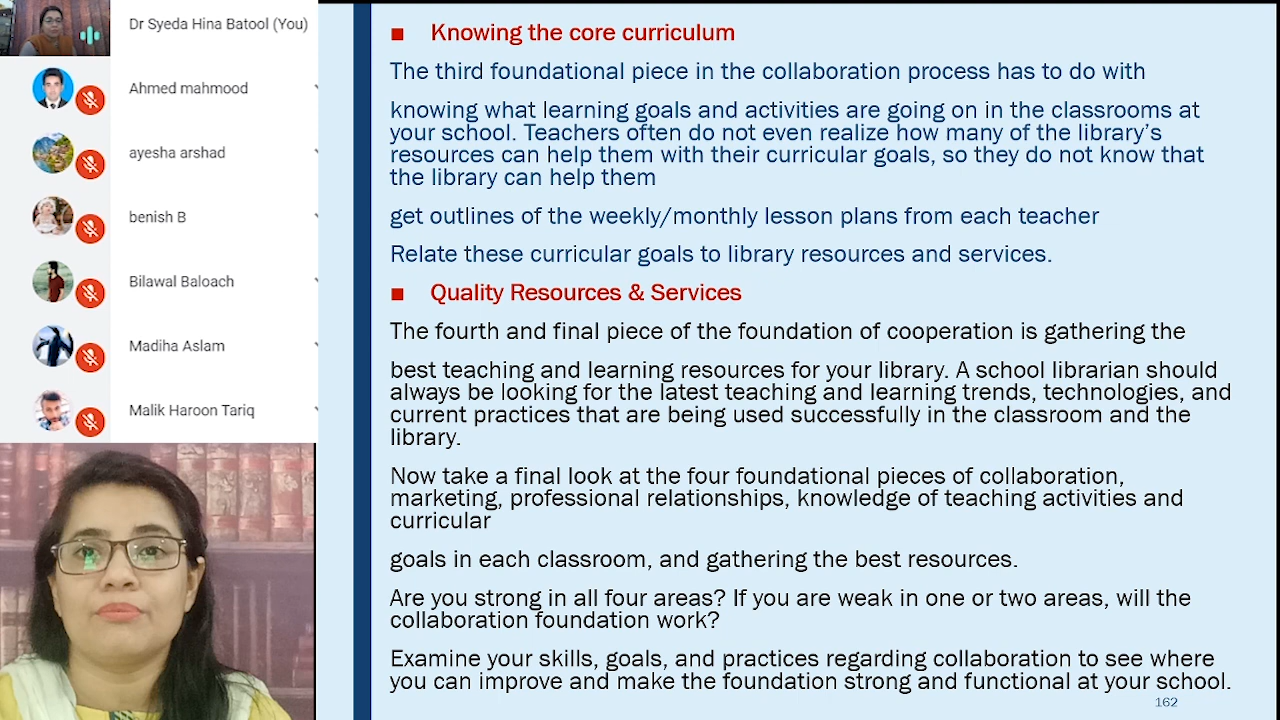 Dr Syeda Hina Batool (You)
Ahmed mahmood
ayesha arshad
benish B
Bilawal Baloach
Madiha Aslam
Malik Haroon Tariq
■ Knowing the core curriculum
The third foundational piece in the collaboration process has to do with
knowing what learning goals and activities are going on in the classrooms at
your school. Teachers often do not even realize how many of the library's
resources can help them with their curricular goals, so they do not know that
the library can help them
get outlines of the weekly/monthly lesson plans from each teacher
Relate these curricular goals to library resources and services.
■ Quality Resources & Services
The fourth and final piece of the foundation of cooperation is gathering the
best teaching and learning resources for your library. A school librarian should
always be looking for the latest teaching and learning trends, technologies, and
current practices that are being used successfully in the classroom and the
library.
Now take a final look at the four foundational pieces of collaboration,
marketing, professional relationships, knowledge of teaching activities and
curricular
goals in each classroom, and gathering the best resources.
Are you strong in all four areas? If you are weak in one or two areas, will the
collaboration foundation work?
Examine your skills, goals, and practices regarding collaboration to see where
you can improve and make the foundation strong and functional at your school.
162